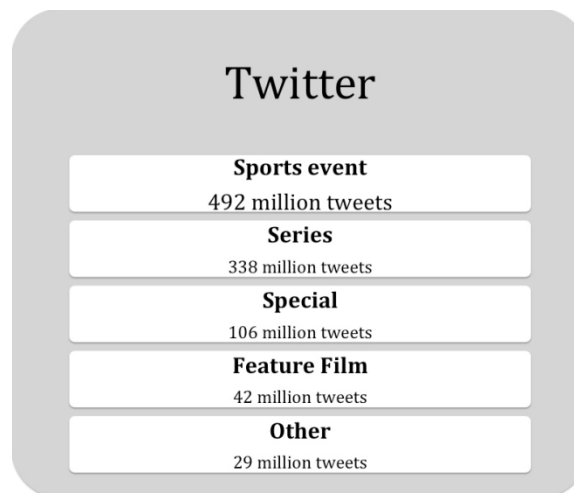 Twitter
Sports event
492 million tweets
Series
338 million tweets
Special
106 million tweets
Feature Film
42 million tweets
Other
29 million tweets